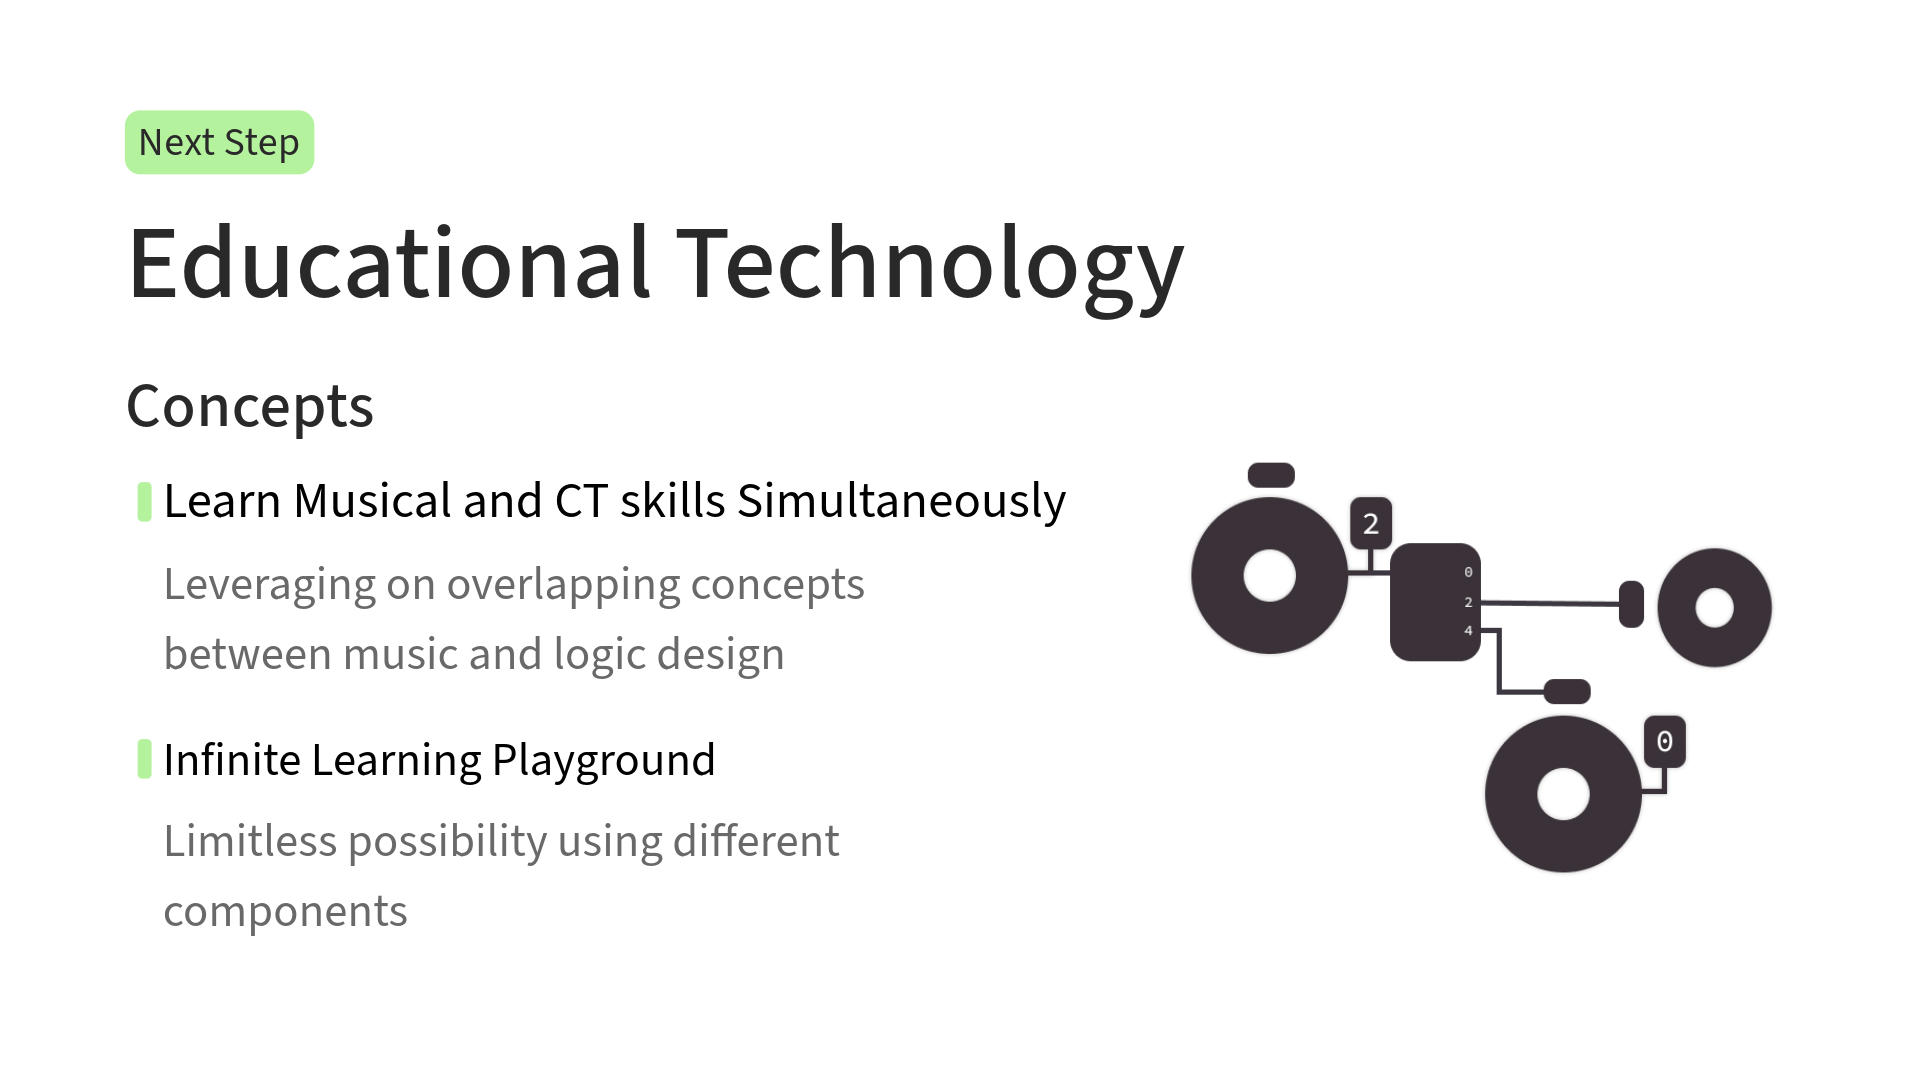 Next Step
Educational Technology
Concepts
Learn Musical and CT skills Simultaneously
Leveraging on overlapping concepts
between music and logic design
Infinite Learning Playground
Limitless possibility using different
components
2
0
2
4
0